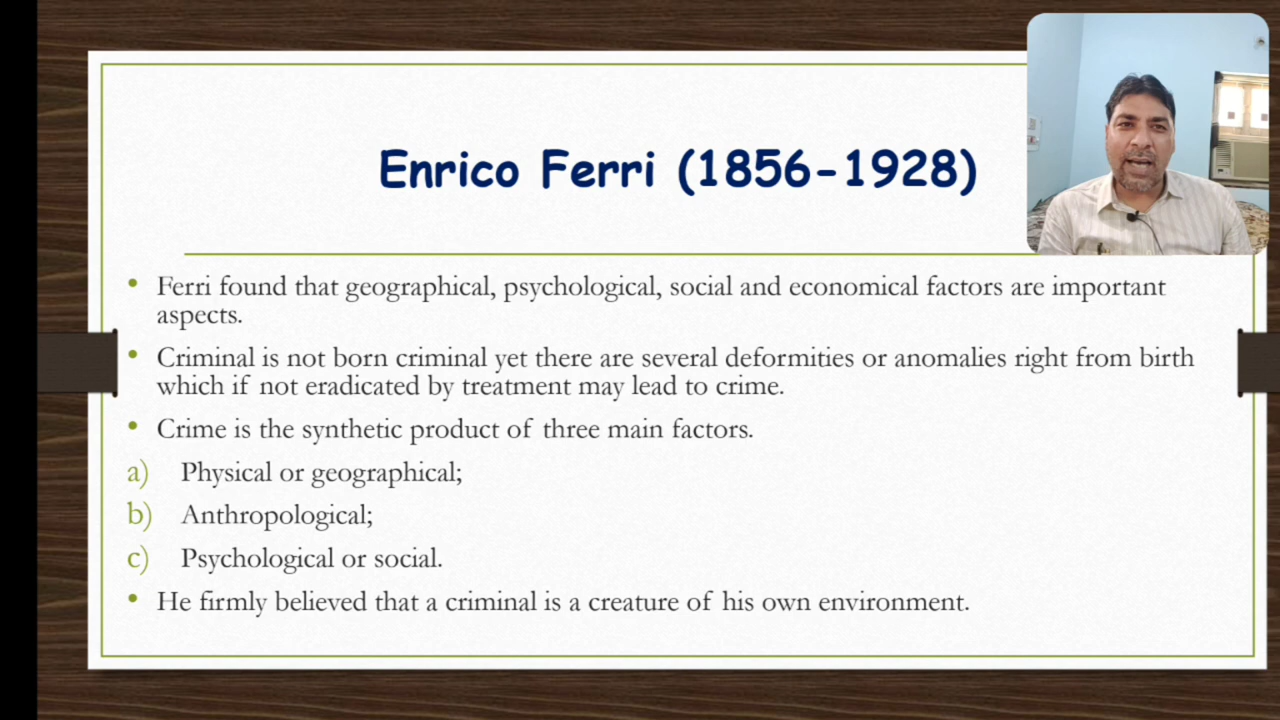 Enrico Ferri (1856-1928)
• Ferri found that geographical, psychological, social and economical factors are important
aspects.
• Criminal is not born criminal yet there are several deformities or anomalies right from birth
which if not eradicated by treatment may lead to crime.
• Crime is the synthetic product of three main factors.
a) Physical or geographical;
b) Anthropological;
c) Psychological or social.
• He firmly believed that a criminal is a creature of his own environment.